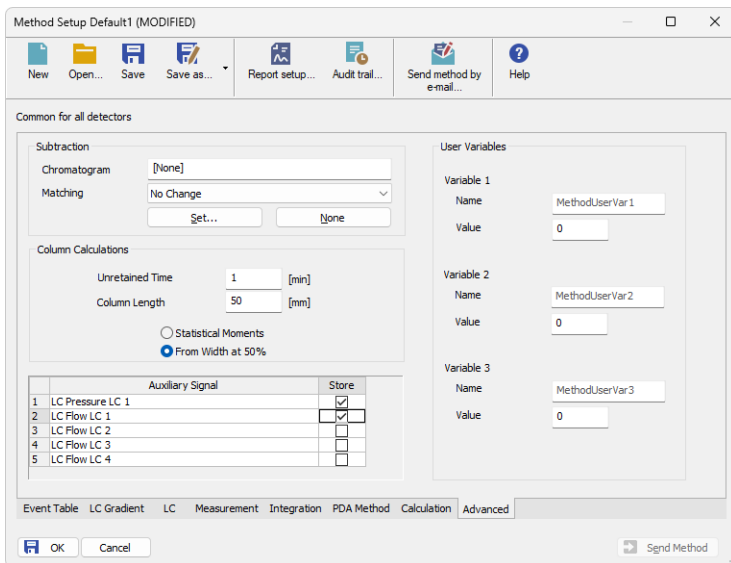 Method Setup Default1 (MODIFIED)
New Open... Save Save as... Report setup... Audit trail... Send method by e-mail... Help
Common for all detectors
Subtraction
Chromatogram [None]
Matching No Change
Set... None
Column Calculations
Unretained Time 1 [min]
Column Length 50 [mm]
Statistical Moments
From Width at 50%
Auxiliary Signal Store
1 LC Pressure LC 1
2 LC Flow LC 1
3 LC Flow LC 2
4 LC Flow LC 3
5 LC Flow LC 4
User Variables
Variable 1
Name MethodUserVar1
Value 0
Variable 2
Name MethodUserVar2
Value 0
Variable 3
Name MethodUserVar3
Value 0
Event Table LC Gradient LC Measurement Integration PDA Method Calculation Advanced
OK Cancel Send Method